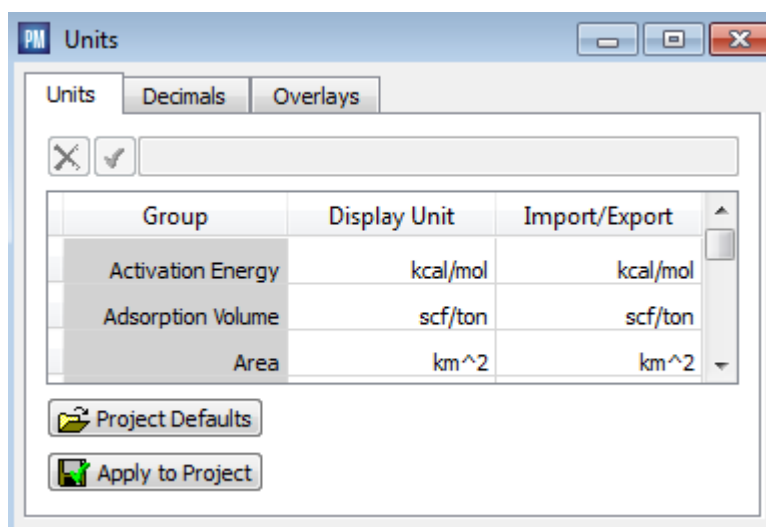 PM Units
Units Decimals Overlays
Group Display Unit Import/Export
Activation Energy kcal/mol kcal/mol
Adsorption Volume scf/ton scf/ton
Area km^2 km^2
Project Defaults
Apply to Project